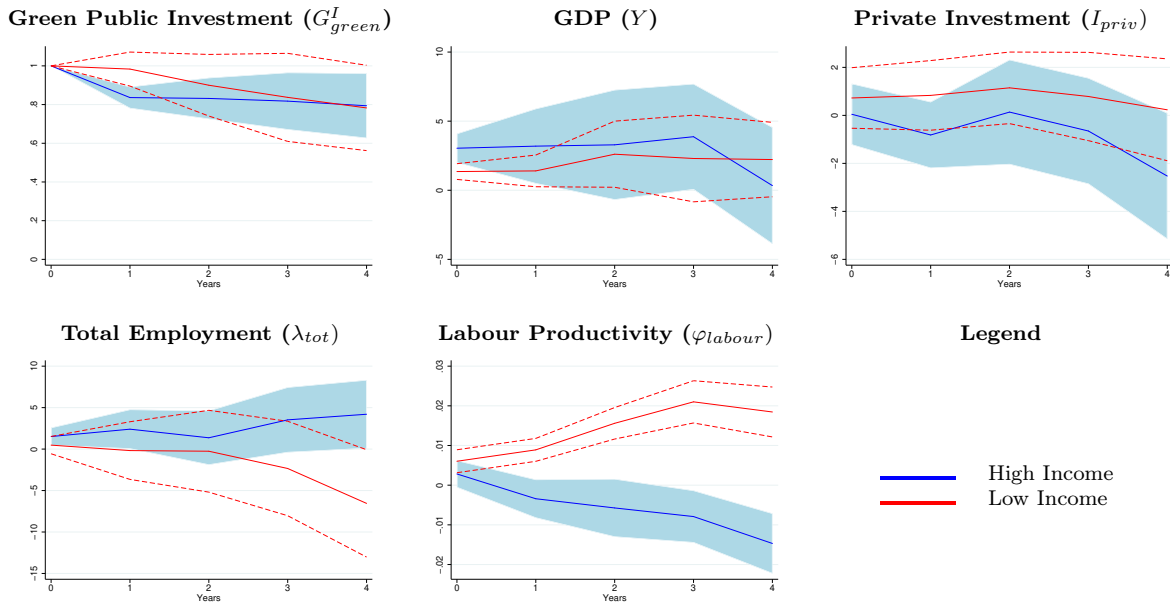 Green Public Investment (G^I_green) GDP (Y) Private Investment (I_priv)
1 .8 .6 .4 .2 0
0 1 2 3 4
Years
10 5 0 −5
0 1 2 3 4
Years
2 0 −2 −4 −6
0 1 2 3 4
Years
Total Employment (λ_tot) Labour Productivity (φ_labour) Legend
10 5 0 −5 −10 −15
0 1 2 3 4
Years
.03 .02 .01 0 −.01 −.02
0 1 2 3 4
Years
High Income
Low Income